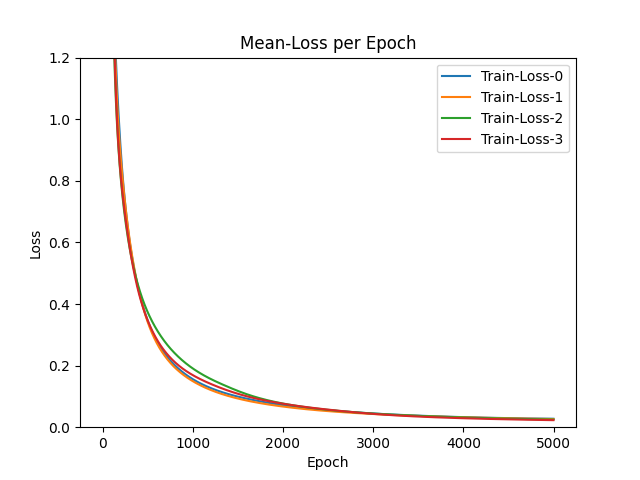 Mean-Loss per Epoch
Loss
1.2
1.0
0.8
0.6
0.4
0.2
0.0
Train-Loss-0
Train-Loss-1
Train-Loss-2
Train-Loss-3
0 1000 2000 3000 4000 5000
Epoch